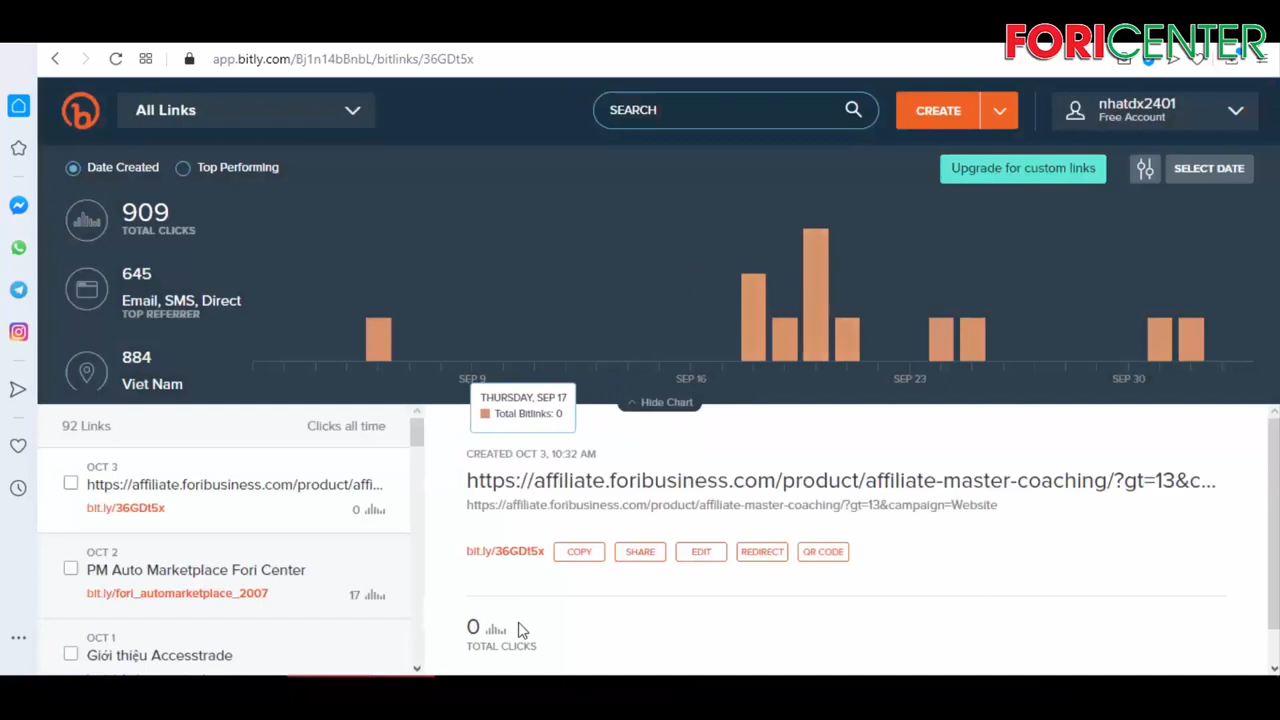 FORICENTER
app.bitly.com/Bj1n14bBnbL/bitlinks/36GDt5x
All Links
SEARCH
CREATE
nhatdx2401
Free Account
Date Created
Top Performing
Upgrade for custom links
SELECT DATE
909
TOTAL CLICKS
645
Email, SMS, Direct
TOP REFERRER
884
Viet Nam
SEP 9
SEP 16
SEP 23
SEP 30
THURSDAY, SEP 17
Total Bitlinks: 0
Hide Chart
92 Links
Clicks all time
OCT 3
https://affiliate.foribusiness.com/product/affi...
bit.ly/36GDt5x
0
OCT 2
PM Auto Marketplace Fori Center
bit.ly/fori_automarketplace_2007
17
OCT 1
Giới thiệu Accesstrade
CREATED OCT 3, 10:32 AM
https://affiliate.foribusiness.com/product/affiliate-master-coaching/?gt=13&c...
https://affiliate.foribusiness.com/product/affiliate-master-coaching/?gt=13&campaign=Website
bit.ly/36GDt5x
COPY
SHARE
EDIT
REDIRECT
QR CODE
0
TOTAL CLICKS